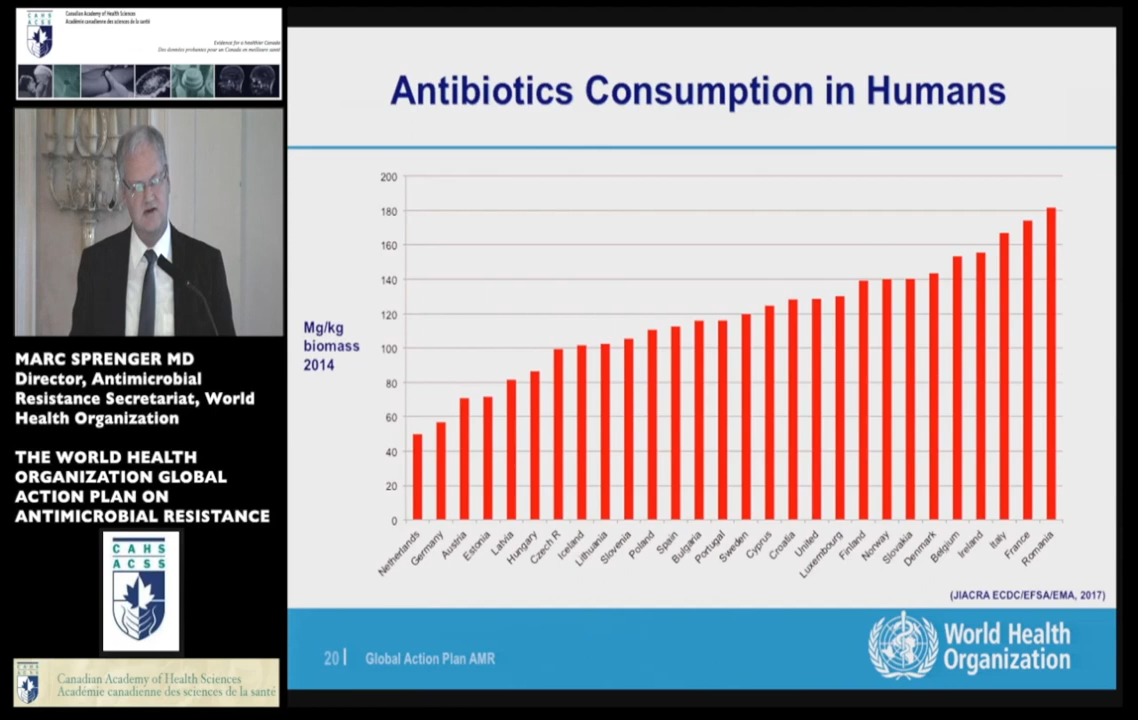 Canadian Academy of Health Sciences
Académie canadienne des sciences de la santé
Evidence for a healthier Canada
Des données probantes pour un Canada en meilleure santé
MARC SPRENGER MD
Director, Antimicrobial
Resistance Secretariat, World
Health Organization
THE WORLD HEALTH
ORGANIZATION GLOBAL
ACTION PLAN ON
ANTIMICROBIAL RESISTANCE
CAHS
ACSS
Canadian Academy of Health Sciences
Académie canadienne des sciences de la santé
Antibiotics Consumption in Humans
Mg/kg
biomass
2014
200
180
160
140
120
100
80
60
40
20
0
Netherlands
Germany
Austria
Estonia
Latvia
Hungary
Czech R
Iceland
Lithuania
Slovenia
Poland
Spain
Bulgaria
Portugal
Sweden
Cyprus
Croatia
United
Luxembourg
Finland
Norway
Slovakia
Denmark
Belgium
Ireland
Italy
France
Romania
(JIACRA ECDC/EFSA/EMA, 2017)
20 | Global Action Plan AMR
World Health
Organization